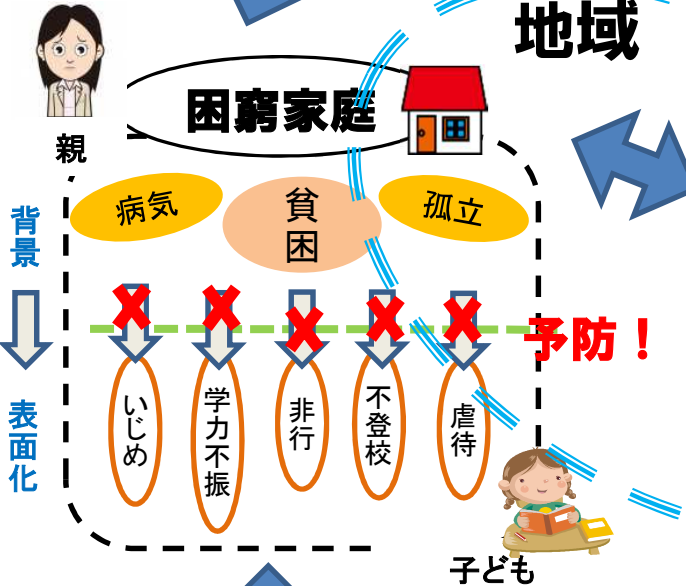 地域
困窮家庭
親
病気
貧困
孤立
背景
予防！
表面化
いじめ
学力不振
非行
不登校
虐待
子ども